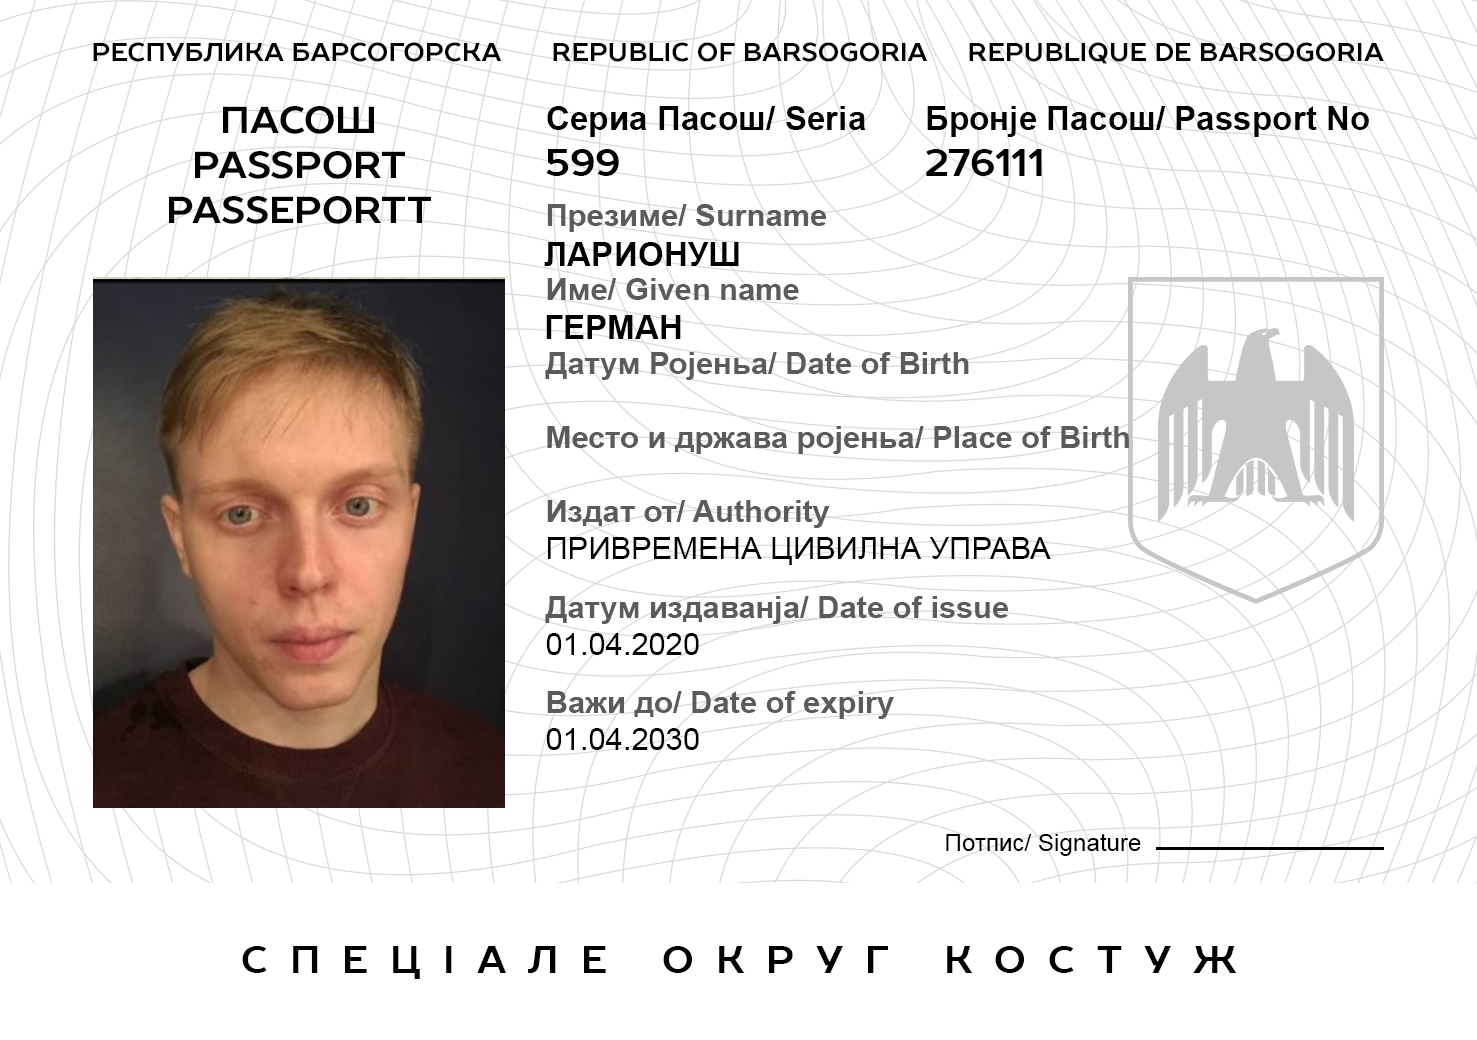 РЕСПУБЛИКА БАРСОГОРСКА REPUBLIC OF BARSOGORIA REPUBLIQUE DE BARSOGORIA
ПАСОШ
PASSPORT
PASSEPORTT
Сериа Пасош/ Seria Бронје Пасош/ Passport No
599 276111
Презиме/ Surname
ЛАРИОНУШ
Име/ Given name
ГЕРМАН
ДатумРојења/ Date of Birth
Место и држава ројења/ Place of Birth
Издат от/ Authority
ПРИВРЕМЕНА ЦИВИЛНА УПРАВА
Датум издаванја/ Date of issue
01.04.2020
Важи до/ Date of expiry
01.04.2030
Потпис/ Signature
СПЕЦІАЛЕ ОКРУГ КОСТУЖ